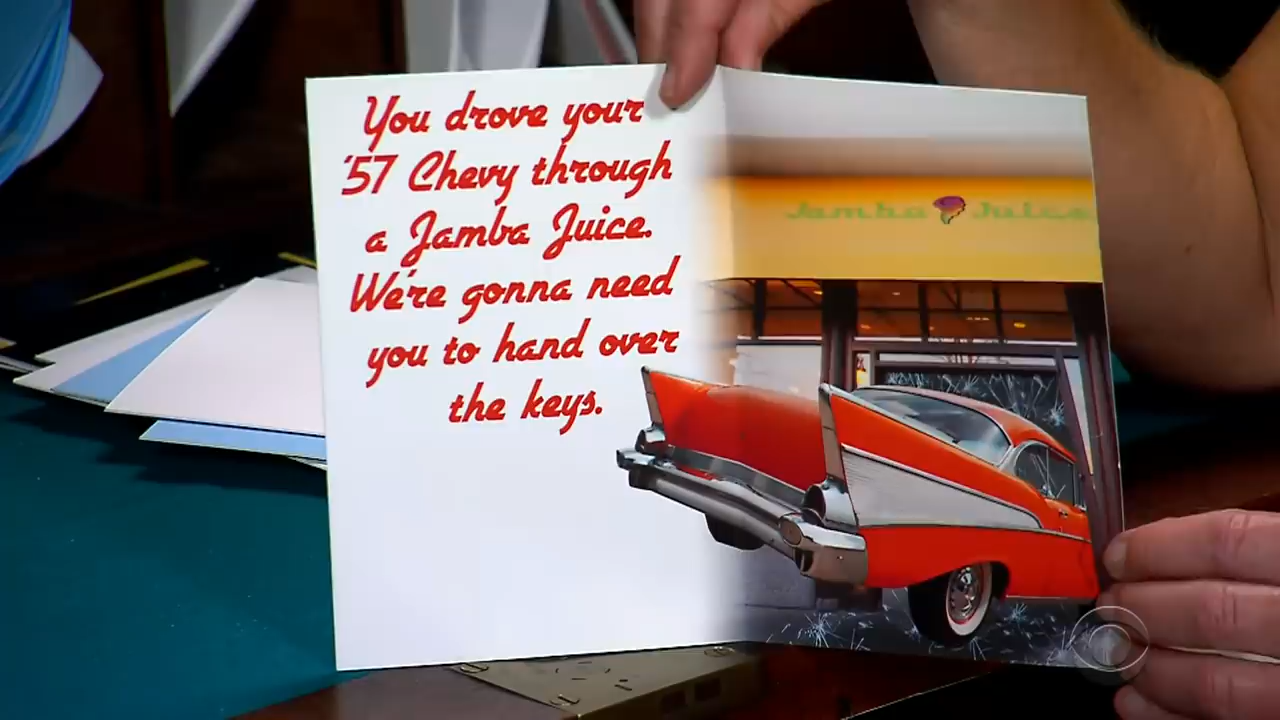 You drove your
'57 Chevy through
a Jamba Juice.
We're gonna need
you to hand over
the keys.
Jamba Juice